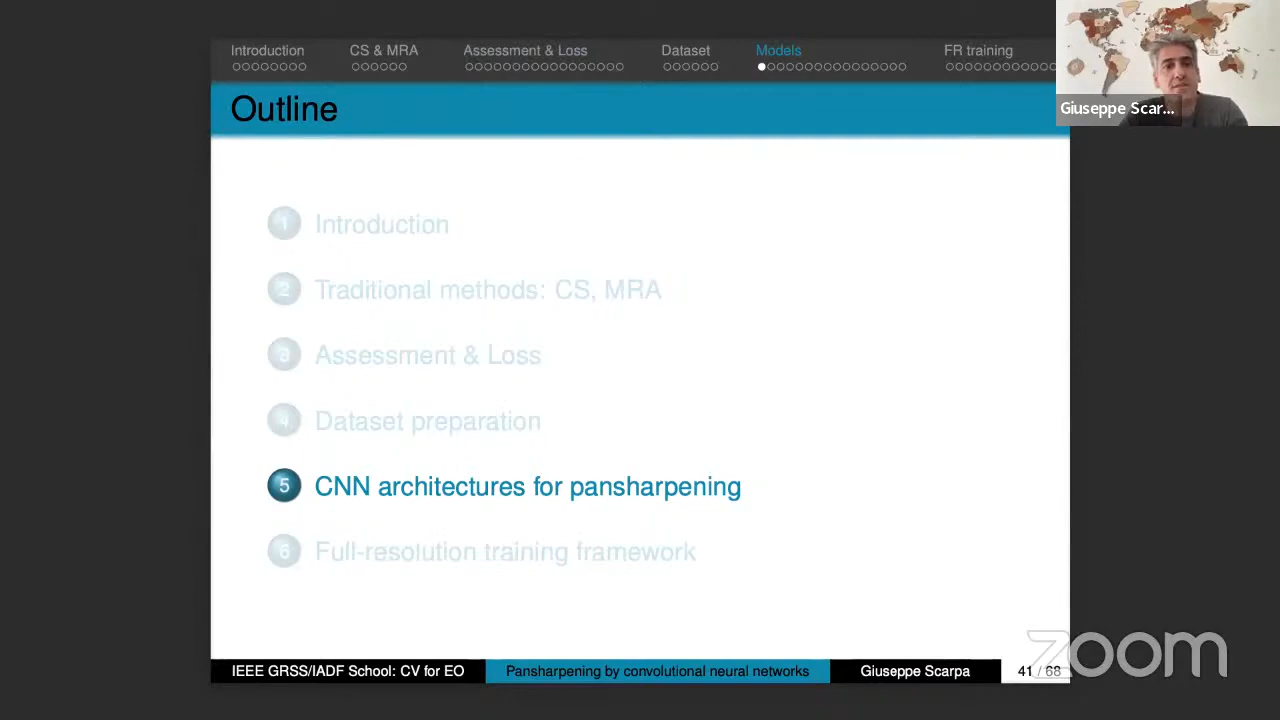 Introduction CS & MRA Assessment & Loss Dataset Models FR training
Giuseppe Scar...
Outline
1 Introduction
2 Traditional methods: CS, MRA
3 Assessment & Loss
4 Dataset preparation
5 CNN architectures for pansharpening
6 Full-resolution training framework
IEEE GRSS/IADF School: CV for EO Pansharpening by convolutional neural networks Giuseppe Scarpa 41 / 68
zoom